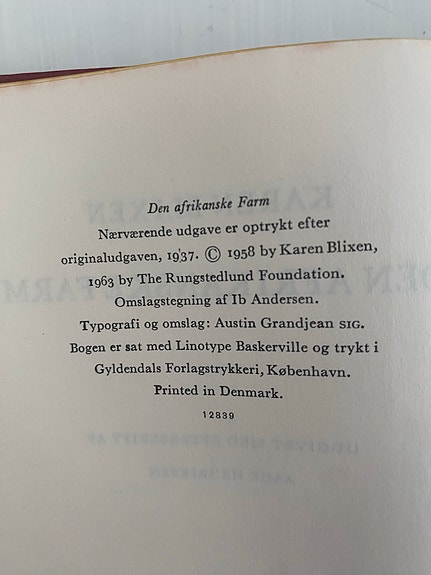 Den afrikanske Farm
Nærværende udgave er optrykt efter
originaludgaven, 1937. © 1958 by Karen Blixen,
1963 by The Rungstedlund Foundation.
Omslagstegning af Ib Andersen.
Typografi og omslag: Austin Grandjean SIG.
Bogen er sat med Linotype Baskerville og trykt i
Gyldendals Forlagstrykkeri, København.
Printed in Denmark.
12839